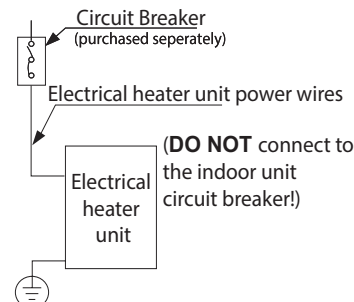 Circuit Breaker
(purchased seperately)
Electrical heater unit power wires
(DO NOT connect to
the indoor unit
circuit breaker!)
Electrical
heater
unit